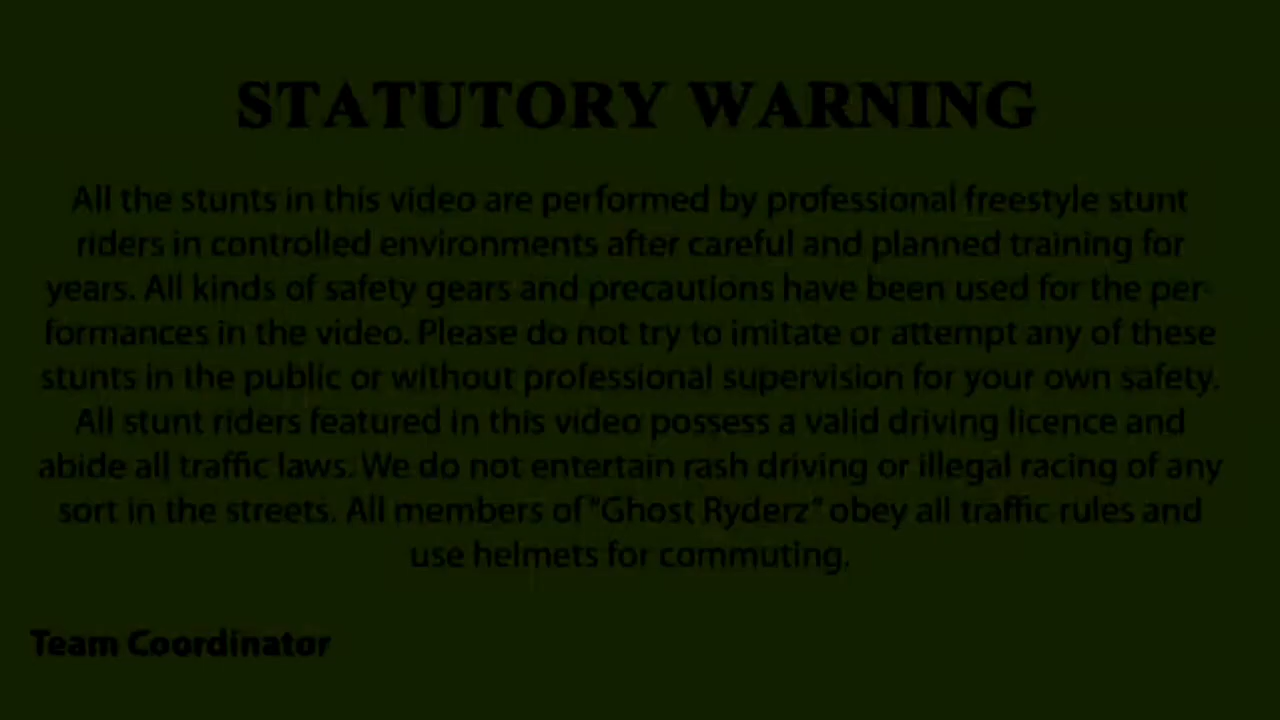 STATUTORY WARNING
All the stunts in this video are performed by professional freestyle stunt
riders in controlled environments after careful and planned training for
years. All kinds of safety gears and precautions have been used for the per-
formances in the video. Please do not try to imitate or attempt any of these
stunts in the public or without professional supervision for your own safety.
All stunt riders featured in this video possess a valid driving licence and
abide all traffic laws. We do not entertain rash driving or illegal racing of any
sort in the streets. All members of "Ghost Ryderz" obey all traffic rules and
use helmets for commuting.
Team Coordinator